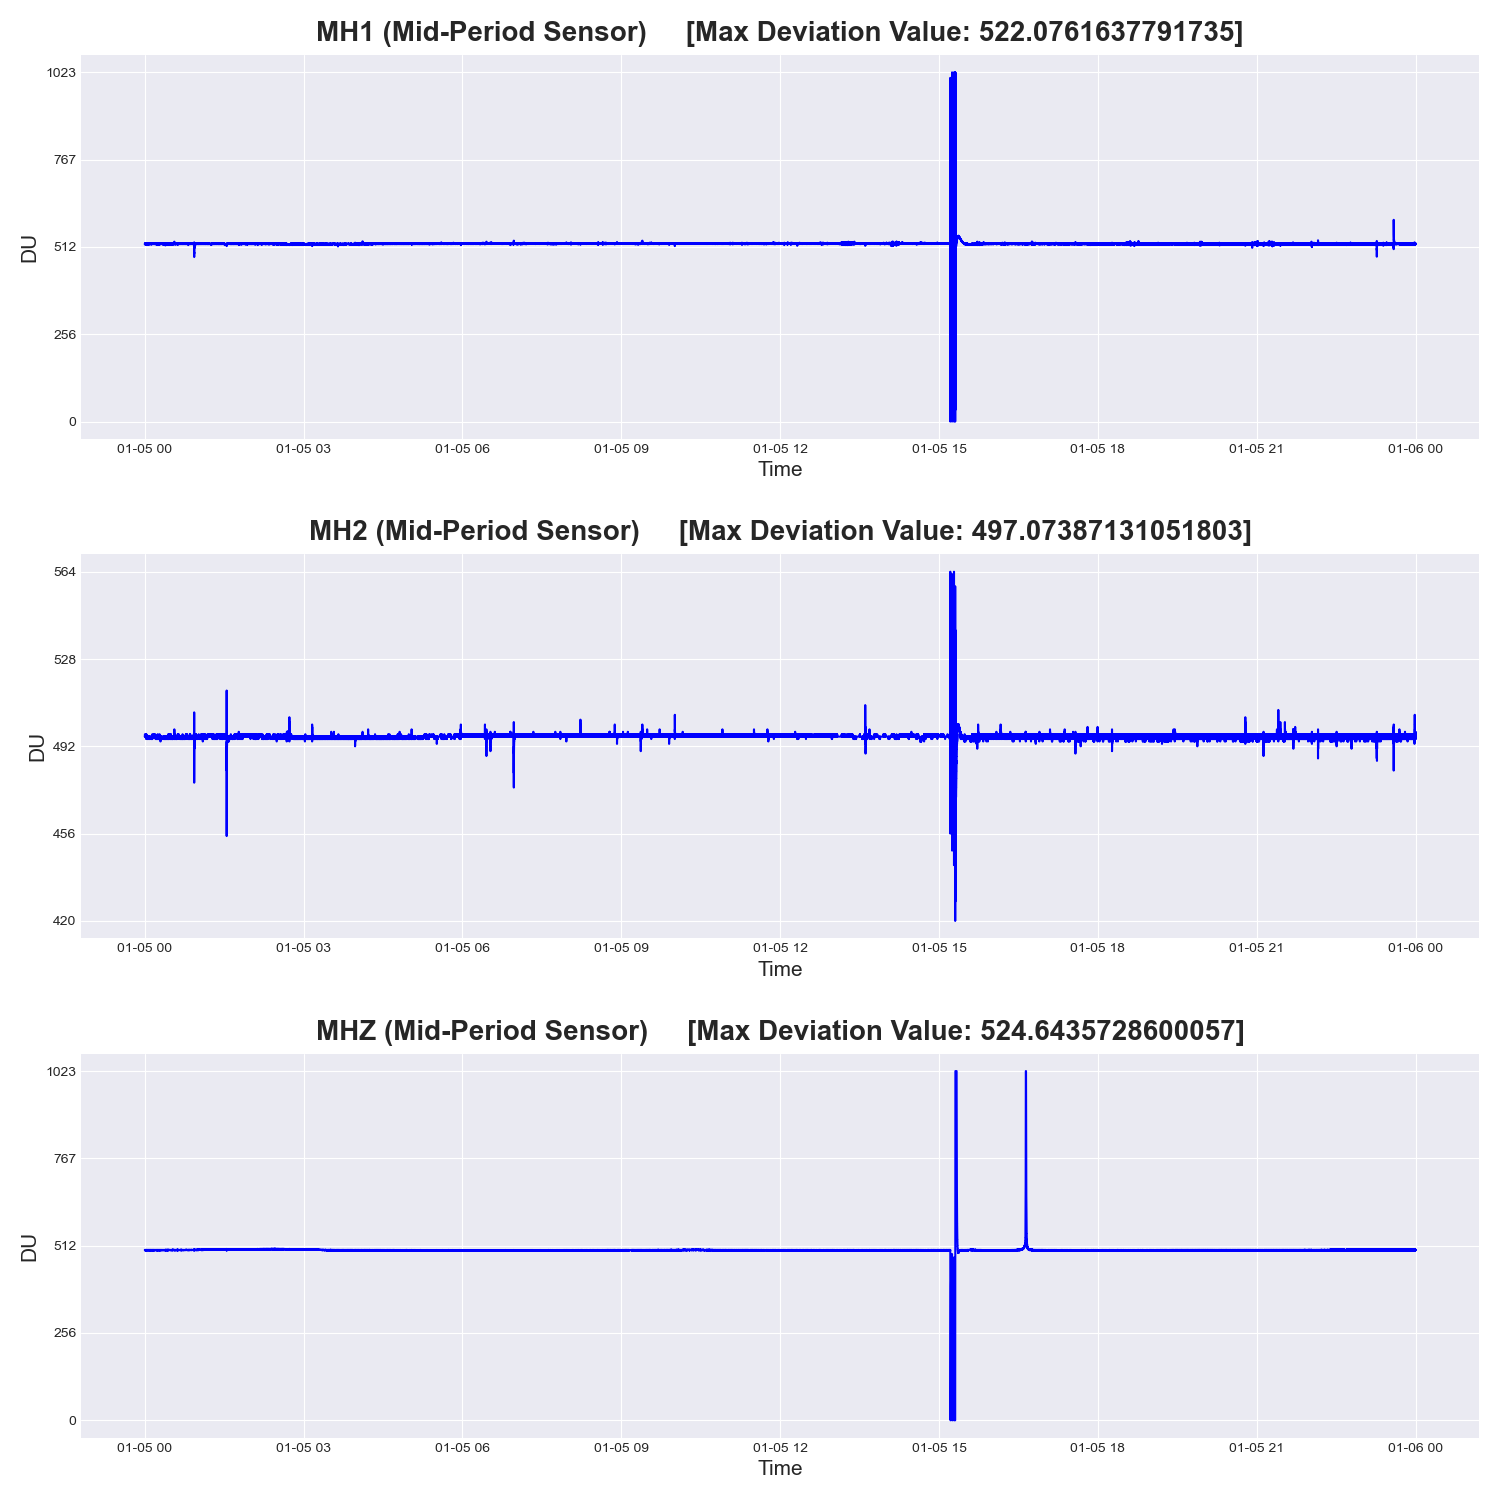 MH1 (Mid-Period Sensor) [Max Deviation Value: 522.0761637791735]
1023
767
512
256
0
DU
01-05 00 01-05 03 01-05 06 01-05 09 01-05 12 01-05 15 01-05 18 01-05 21 01-06 00
Time
MH2 (Mid-Period Sensor) [Max Deviation Value: 497.07387131051803]
564
528
492
456
420
DU
01-05 00 01-05 03 01-05 06 01-05 09 01-05 12 01-05 15 01-05 18 01-05 21 01-06 00
Time
MHZ (Mid-Period Sensor) [Max Deviation Value: 524.6435728600057]
1023
767
512
256
0
DU
01-05 00 01-05 03 01-05 06 01-05 09 01-05 12 01-05 15 01-05 18 01-05 21 01-06 00
Time